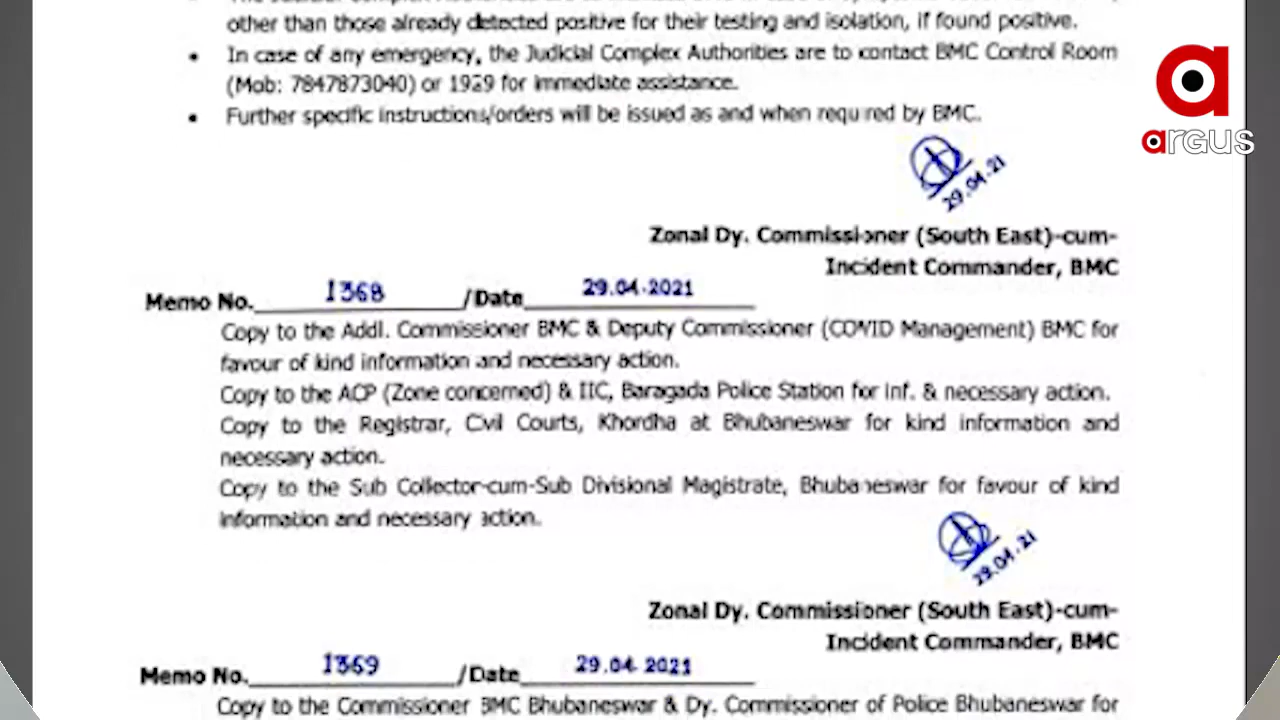 other than those already detected positive for their testing and isolation, if found positive.
• In case of any emergency, the Judicial Complex Authorities are to contact BMC Control Room
(Mob: 7847873040) or 1929 for immediate assistance.
• Further specific instructions/orders will be issued as and when required by BMC.
argus
29.04.21
Zonal Dy. Commissioner (South East)-cum-
Incident Commander, BMC
Memo No. 1368 /Date 29.04.2021
Copy to the Addl. Commissioner BMC & Deputy Commissioner (COVID Management) BMC for
favour of kind information and necessary action.
Copy to the ACP (Zone concerned) & IIC, Baragada Police Station for inf. & necessary action.
Copy to the Registrar, Civil Courts, Khordha at Bhubaneswar for kind information and
necessary action.
Copy to the Sub Collector-cum-Sub Divisional Magistrate, Bhubaneswar for favour of kind
information and necessary action.
29.04.21
Zonal Dy. Commissioner (South East)-cum-
Incident Commander, BMC
Memo No. 1369 /Date 29.04.2021
Copy to the Commissioner BMC Bhubaneswar & Dy. Commissioner of Police Bhubaneswar for